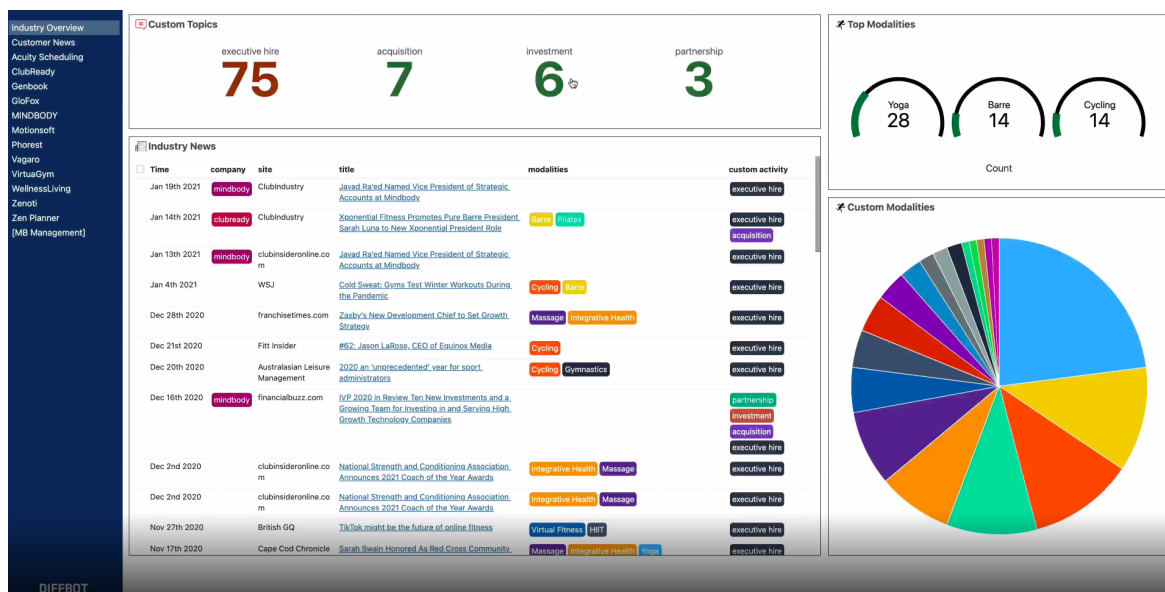 Industry Overview
Customer News
Acuity Scheduling
ClubReady
Genbook
GloFox
MINDBODY
Motionsoft
Phorest
Vagaro
VirtuaGym
WellnessLiving
Zenoti
Zen Planner
[MB Management]
DIFFBOT
Custom Topics
executive hire acquisition investment partnership
75 7 6 3
Industry News
Time company site title modalities custom activity
Jan 19th 2021 mindbody ClubIndustry Javad Ra'ed Named Vice President of Strategic executive hire
Accounts at Mindbody
Jan 14th 2021 clubready ClubIndustry Xponential Fitness Promotes Pure Barre President Barre Pilates executive hire
Sarah Luna to New Xponential President Role acquisition
Jan 13th 2021 mindbody clubinsideronline.co Javad Ra'ed Named Vice President of Strategic executive hire
m Accounts at Mindbody
Jan 4th 2021 WSJ Cold Sweat: Gyms Test Winter Workouts During Cycling Barre executive hire
the Pandemic
Dec 28th 2020 franchisetimes.com Zaxby's New Development Chief to Set Growth Massage Integrative Health executive hire
Strategy
Dec 21st 2020 Fitt Insider #62: Jason LaRose, CEO of Equinox Media Cycling executive hire
Dec 20th 2020 Australasian Leisure 2020 an 'unprecedented' year for sport Cycling Gymnastics executive hire
Management administrators
Dec 16th 2020 mindbody financialbuzz.com IVP 2020 in Review Ten New Investments and a partnership
Growing Team for Investing in and Serving High investment
Growth Technology Companies acquisition
executive hire
Dec 2nd 2020 clubinsideronline.co National Strength and Conditioning Association Integrative Health Massage executive hire
m Announces 2021 Coach of the Year Awards
Dec 2nd 2020 clubinsideronline.co National Strength and Conditioning Association Integrative Health Massage executive hire
m Announces 2021 Coach of the Year Awards
Nov 27th 2020 British GQ TikTok might be the future of online fitness Virtual Fitness HIIT executive hire
Nov 17th 2020 Cape Cod Chronicle Sarah Swain Honored As Red Cross Community Massage Integrative Health Yoga executive hire
Top Modalities
Yoga Barre Cycling
28 14 14
Count
Custom Modalities